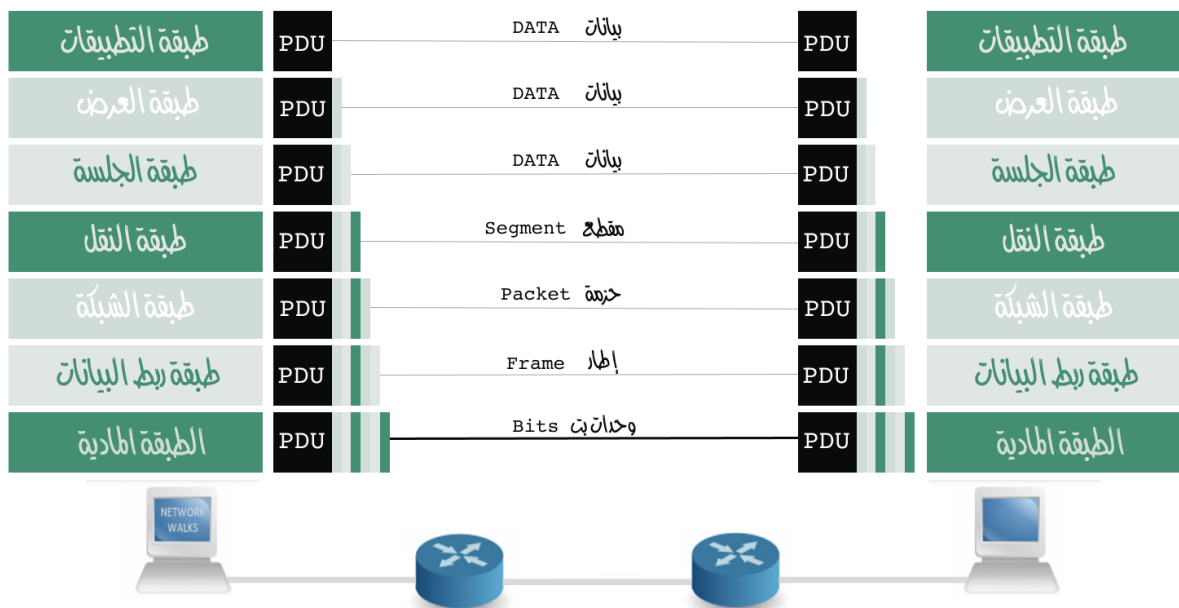 طبقة التطبيقات PDU DATA بيانات PDU طبقة التطبيقات
طبقة العرض PDU DATA بيانات PDU طبقة العرض
طبقة الجلسة PDU DATA بيانات PDU طبقة الجلسة
طبقة النقل PDU Segment مقطع PDU طبقة النقل
طبقة الشبكة PDU Packet حزمة PDU طبقة الشبكة
طبقة ربط البيانات PDU Frame إطار PDU طبقة ربط البيانات
الطبقة المادية PDU Bits وحدات بت PDU الطبقة المادية
NETWORK
WALKS